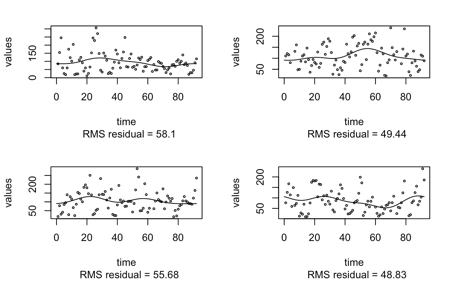 values
0 50 150
0 20 40 60 80
time
RMS residual = 58.1
values
50 200
0 20 40 60 80
time
RMS residual = 49.44
values
50 200
0 20 40 60 80
time
RMS residual = 55.68
values
50 200
0 20 40 60 80
time
RMS residual = 48.83